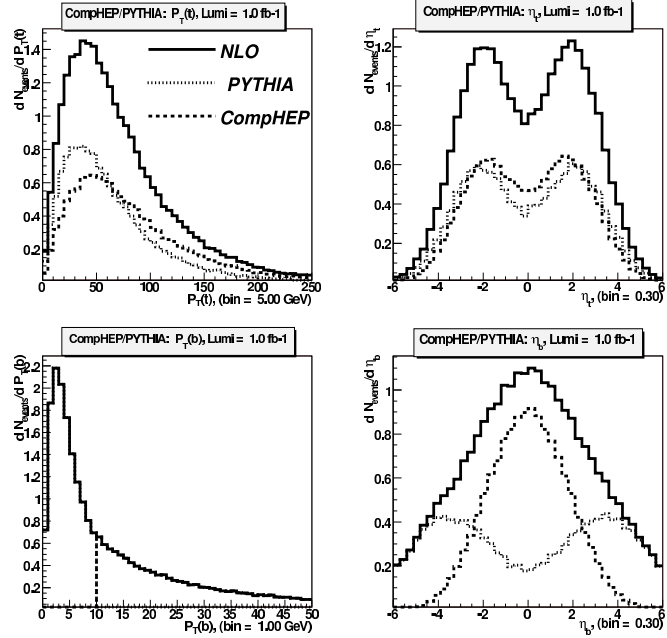 CompHEP/PYTHIA: P_T(t), Lumi = 1.0 fb-1
d N_events/d P_T(t)
1.4
1.2
1
0.8
0.6
0.4
0.2
NLO
PYTHIA
CompHEP
0 50 100 150 200 250
P_T(t), (bin = 5.00 GeV)
CompHEP/PYTHIA: η_t, Lumi = 1.0 fb-1
d N_events/d η_t
1.2
1
0.8
0.6
0.4
0.2
-6 -4 -2 0 2 4 6
η_t, (bin = 0.30)
CompHEP/PYTHIA: P_T(b), Lumi = 1.0 fb-1
d N_events/d P_T(b)
2.2
2
1.8
1.6
1.4
1.2
1
0.8
0.6
0.4
0.2
0 5 10 15 20 25 30 35 40 45 50
P_T(b), (bin = 1.00 GeV)
CompHEP/PYTHIA: η_b, Lumi = 1.0 fb-1
d N_events/d η_b
1
0.8
0.6
0.4
0.2
-6 -4 -2 0 2 4 6
η_b, (bin = 0.30)